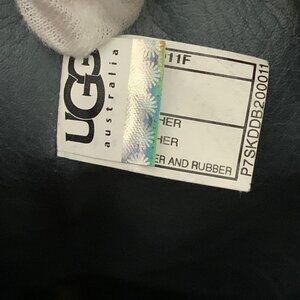 UGG
australia
11F
HER
HER
ER AND RUBBER
P7SKDDB200011